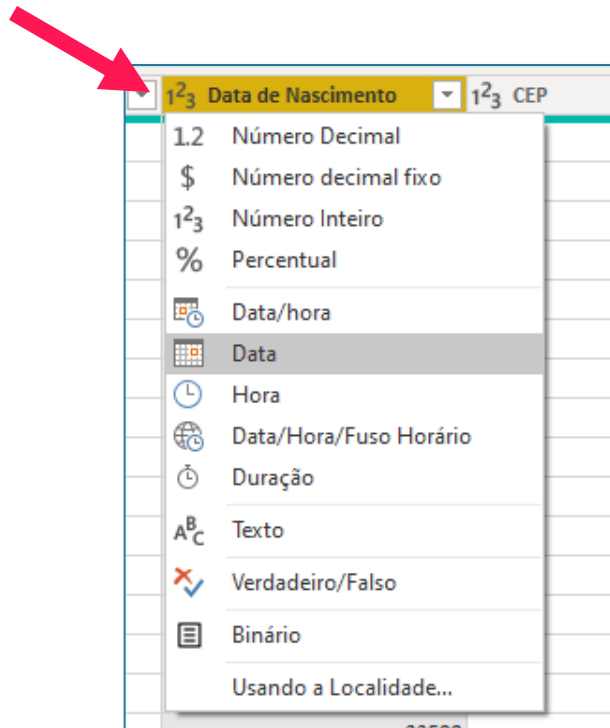 1²3 Data de Nascimento 1²3 CEP
1.2 Número Decimal
$ Número decimal fixo
1²3 Número Inteiro
% Percentual
Data/hora
Data
Hora
Data/Hora/Fuso Horário
Duração
ABC Texto
Verdadeiro/Falso
Binário
Usando a Localidade...